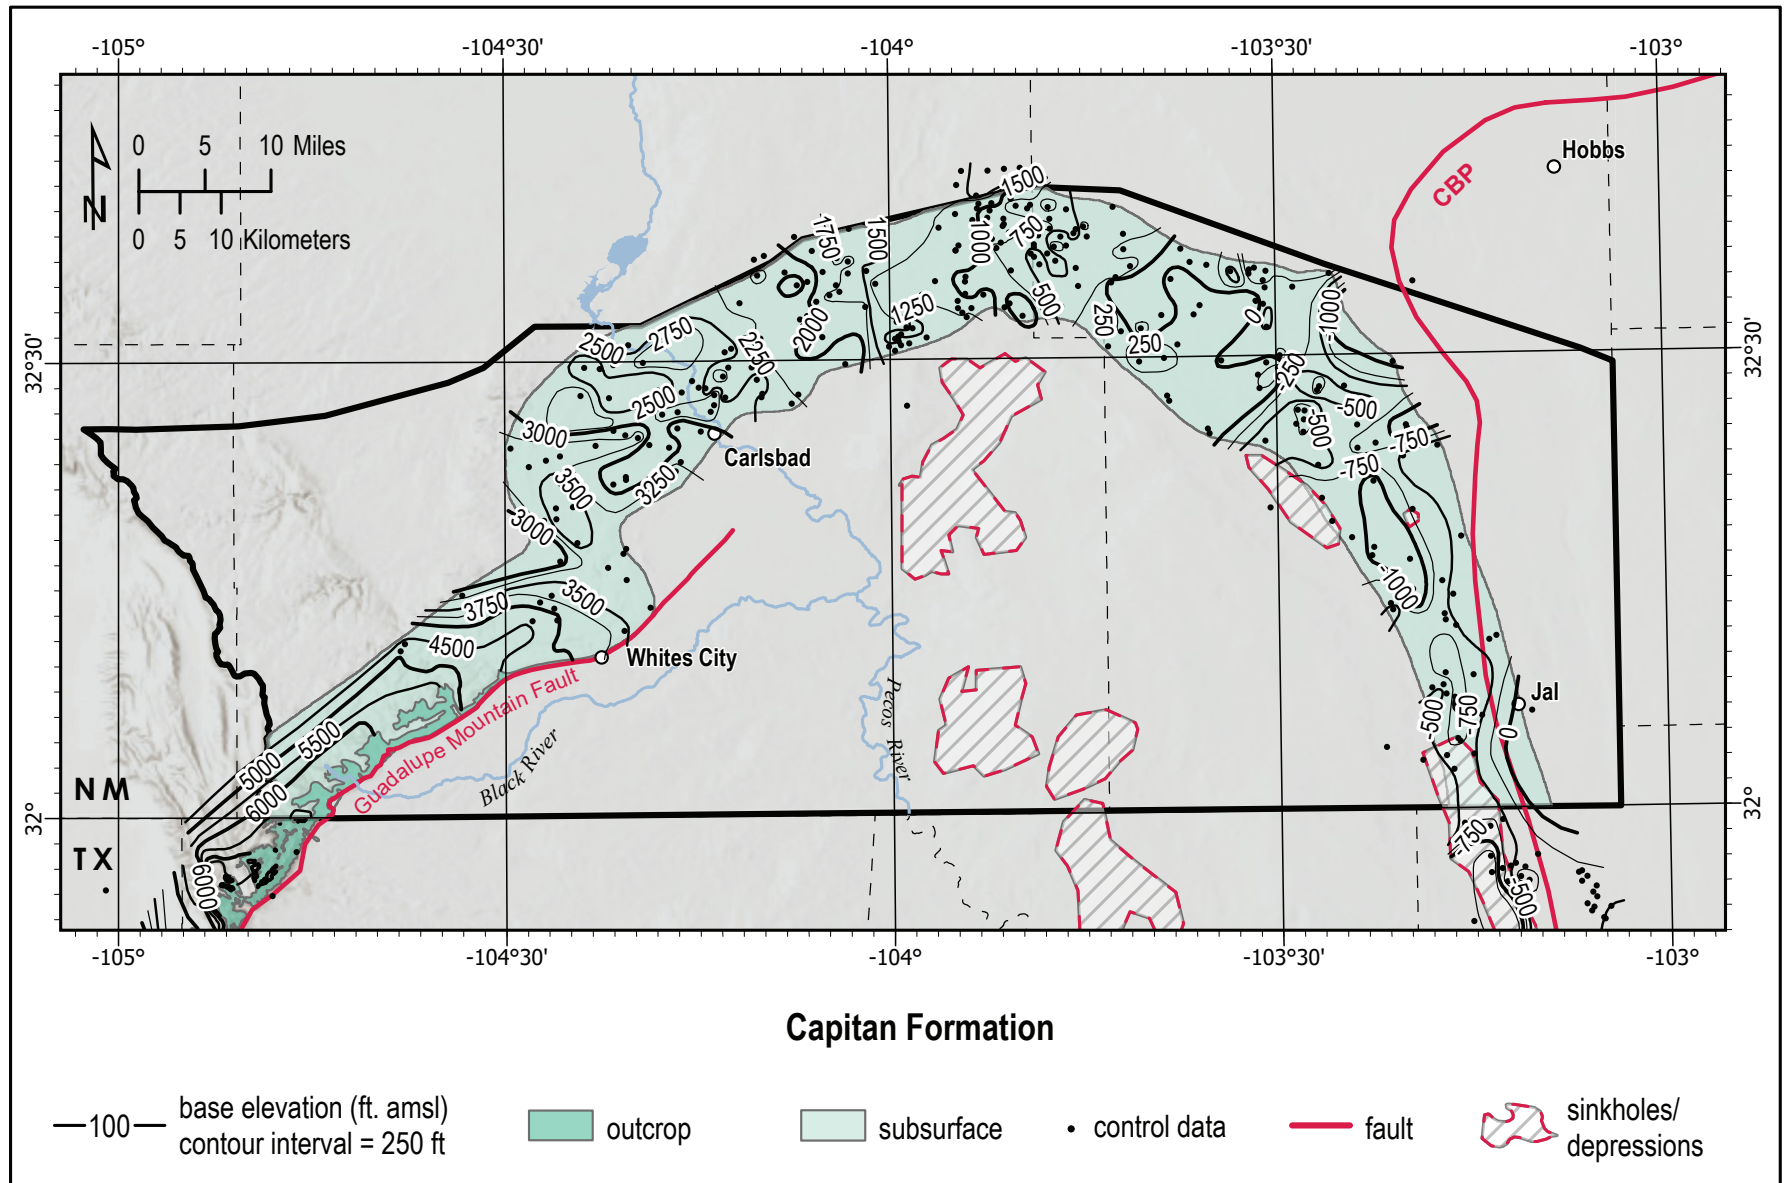 -105°
-104°30'
-104°
-103°30'
-103°
0 5 10 Miles
N
0 5 10 Kilometers
Hobbs
CBP
1500
1750
1500
1000
750
500
1250
2000
250
250
0
-1000
2500
2750
2250
32°30'
32°30'
-250
2500
-500
-500
3000
-750
-750
Carlsbad
3500
3250
3000
-1000
3750
3500
4500
Whites City
Guadalupe Mountain Fault
Pecos River
Jal
-500
-750
0
5500
5000
6000
Black River
NM
32°
32°
TX
6000
-750
-500
-105°
-104°30'
-104°
-103°30'
-103°
Capitan Formation
100
base elevation (ft. amsl)
contour interval = 250 ft
outcrop
subsurface
control data
fault
sinkholes/
depressions